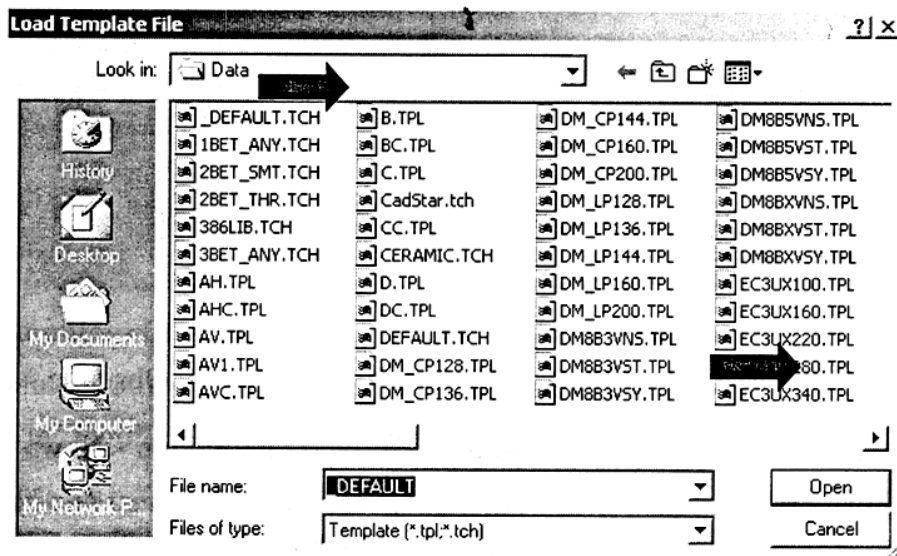 Load Template File
Look in: Data
History
Desktop
My Documents
My Computer
My Network P...
_DEFAULT.TCH
1BET_ANY.TCH
2BET_SMT.TCH
2BET_THR.TCH
386LIB.TCH
3BET_ANY.TCH
AH.TPL
AHC.TPL
AV.TPL
AV1.TPL
AVC.TPL
B.TPL
BC.TPL
C.TPL
CadStar.tch
CC.TPL
CERAMIC.TCH
D.TPL
DC.TPL
DEFAULT.TCH
DM_CP128.TPL
DM_CP136.TPL
DM_CP144.TPL
DM_CP160.TPL
DM_CP200.TPL
DM_LP128.TPL
DM_LP136.TPL
DM_LP144.TPL
DM_LP160.TPL
DM_LP200.TPL
DM8B3VNS.TPL
DM8B3VST.TPL
DM8B3VSY.TPL
DM8B5VNS.TPL
DM8B5VST.TPL
DM8B5VSY.TPL
DM8BXVNS.TPL
DM8BXVST.TPL
DM8BXVSY.TPL
EC3UX100.TPL
EC3UX160.TPL
EC3UX220.TPL
80.TPL
EC3UX340.TPL
File name: _DEFAULT
Open
Files of type: Template (*.tpl;*.tch)
Cancel